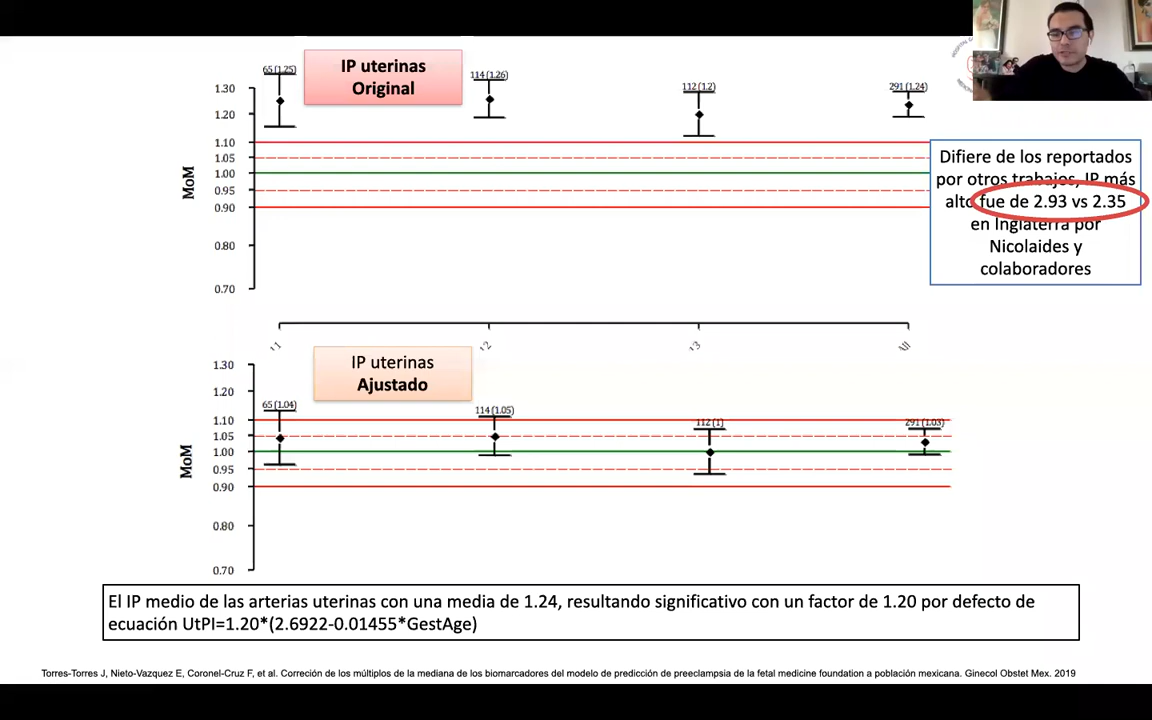 IP uterinas
Original
65 (1.25)
114 (1.26)
112 (1.2)
291 (1.24)
1.30
1.20
1.10
1.05
1.00
0.95
0.90
0.80
0.70
MoM
Difiere de los reportados
por otros trabajos, IP más
alto fue de 2.93 vs 2.35
en Inglaterra por
Nicolaides y
colaboradores
All
IP uterinas
Ajustado
65 (1.04)
114 (1.05)
112 (1)
291 (1.03)
1.30
1.20
1.10
1.05
1.00
0.95
0.90
0.80
0.70
MoM
El IP medio de las arterias uterinas con una media de 1.24, resultando significativo con un factor de 1.20 por defecto de
ecuación UtPI=1.20*(2.6922-0.01455*GestAge)
Torres-Torres J, Nieto-Vazquez E, Coronel-Cruz F, et al. Correción de los múltiplos de la mediana de los biomarcadores del modelo de predicción de preeclampsia de la fetal medicine foundation a población mexicana. Ginecol Obstet Mex. 2019